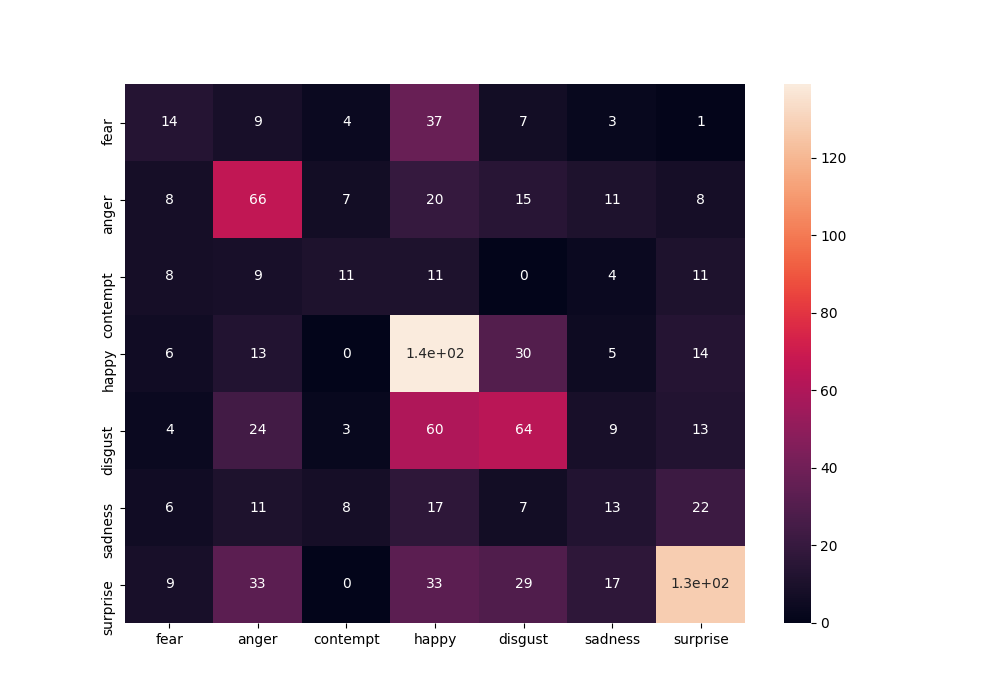 fear 14 9 4 37 7 3 1
anger 8 66 7 20 15 11 8
contempt 8 9 11 11 0 4 11
happy 6 13 0 1.4e+02 30 5 14
disgust 4 24 3 60 64 9 13
sadness 6 11 8 17 7 13 22
surprise 9 33 0 33 29 17 1.3e+02
fear anger contempt happy disgust sadness surprise
120
100
80
60
40
20
0